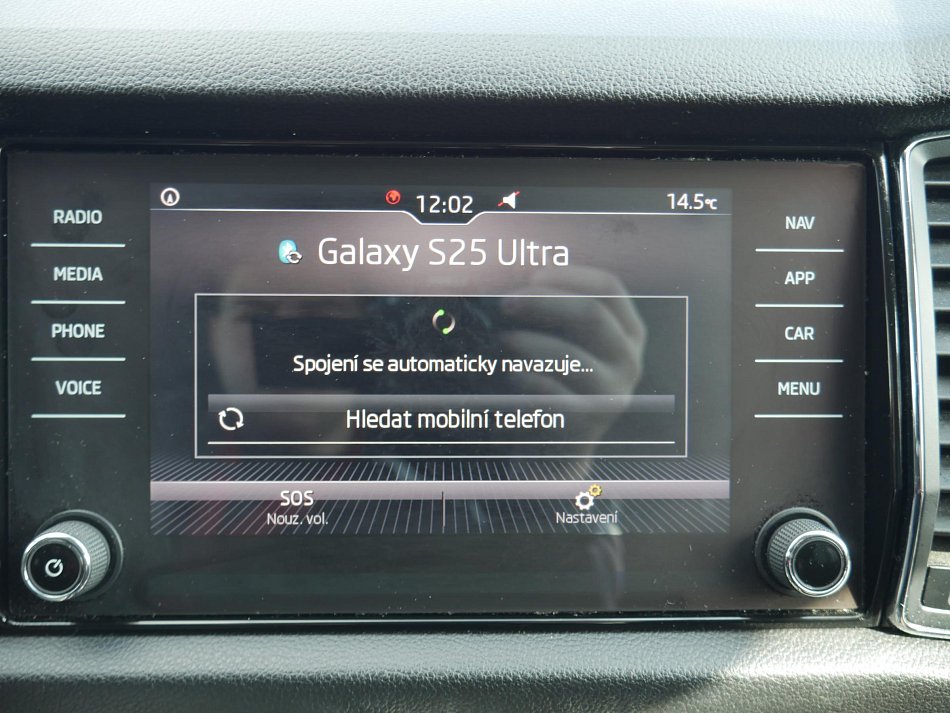 12:02
14.5°C
Galaxy S25 Ultra
Spojení se automaticky navazuje...
Hledat mobilní telefon
SOS
Nouz. vol.
Nastavení
RADIO
MEDIA
PHONE
VOICE
NAV
APP
CAR
MENU